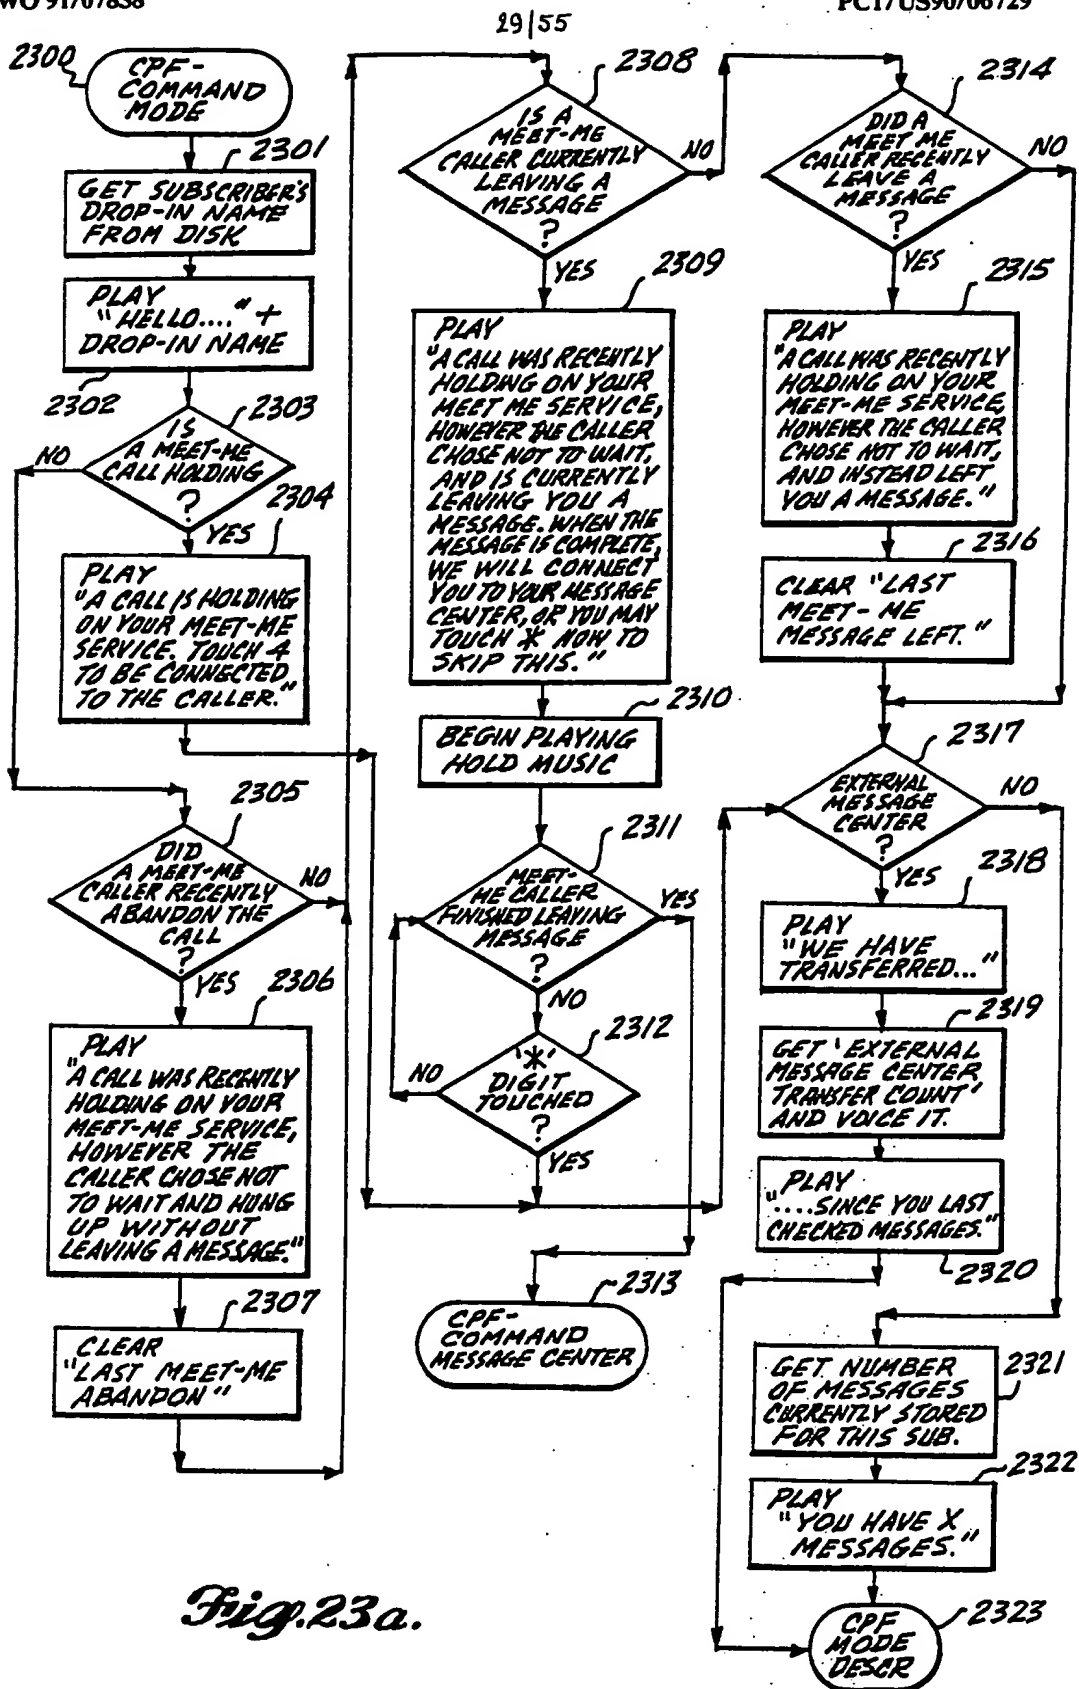 WO 91/07838
PCT/US90/06729
29/55
2300
CPF-
COMMAND
MODE
2301
GET SUBSCRIBER'S
DROP-IN NAME
FROM DISK
PLAY
"HELLO...." +
DROP-IN NAME
2302
2303
IS
A MEET-ME
CALL HOLDING
?
NO
YES
2304
PLAY
"A CALL IS HOLDING
ON YOUR MEET-ME
SERVICE. TOUCH 4
TO BE CONNECTED
TO THE CALLER."
2305
DID
A MEET-ME
CALLER RECENTLY
ABANDON THE
CALL
?
NO
YES
2306
PLAY
"A CALL WAS RECENTLY
HOLDING ON YOUR
MEET-ME SERVICE,
HOWEVER THE
CALLER CHOSE NOT
TO WAIT AND HUNG
UP WITHOUT
LEAVING A MESSAGE."
2307
CLEAR
"LAST MEET-ME
ABANDON"
2308
IS A
MEET-ME
CALLER CURRENTLY
LEAVING A
MESSAGE
?
NO
YES
2309
PLAY
"A CALL WAS RECENTLY
HOLDING ON YOUR
MEET ME SERVICE,
HOWEVER THE CALLER
CHOSE NOT TO WAIT,
AND IS CURRENTLY
LEAVING YOU A
MESSAGE. WHEN THE
MESSAGE IS COMPLETE,
WE WILL CONNECT
YOU TO YOUR MESSAGE
CENTER, OR YOU MAY
TOUCH * NOW TO
SKIP THIS."
2310
BEGIN PLAYING
HOLD MUSIC
2311
MEET-
ME CALLER
FINISHED LEAVING
MESSAGE
?
YES
NO
2312
'*'
DIGIT
TOUCHED
?
NO
YES
2313
CPF-
COMMAND
MESSAGE CENTER
2314
DID A
MEET ME
CALLER RECENTLY
LEAVE A
MESSAGE
?
NO
YES
2315
PLAY
"A CALL WAS RECENTLY
HOLDING ON YOUR
MEET-ME SERVICE,
HOWEVER THE CALLER
CHOSE NOT TO WAIT,
AND INSTEAD LEFT
YOU A MESSAGE."
2316
CLEAR "LAST
MEET-ME
MESSAGE LEFT."
2317
EXTERNAL
MESSAGE
CENTER
?
NO
YES
2318
PLAY
"WE HAVE
TRANSFERRED..."
2319
GET 'EXTERNAL
MESSAGE CENTER
TRANSFER COUNT'
AND VOICE IT.
PLAY
"....SINCE YOU LAST
CHECKED MESSAGES."
2320
GET NUMBER
OF MESSAGES
CURRENTLY STORED
FOR THIS SUB.
2321
2322
PLAY
"YOU HAVE X
MESSAGES."
2323
CPF
MODE
DESCR
Fig. 23a.